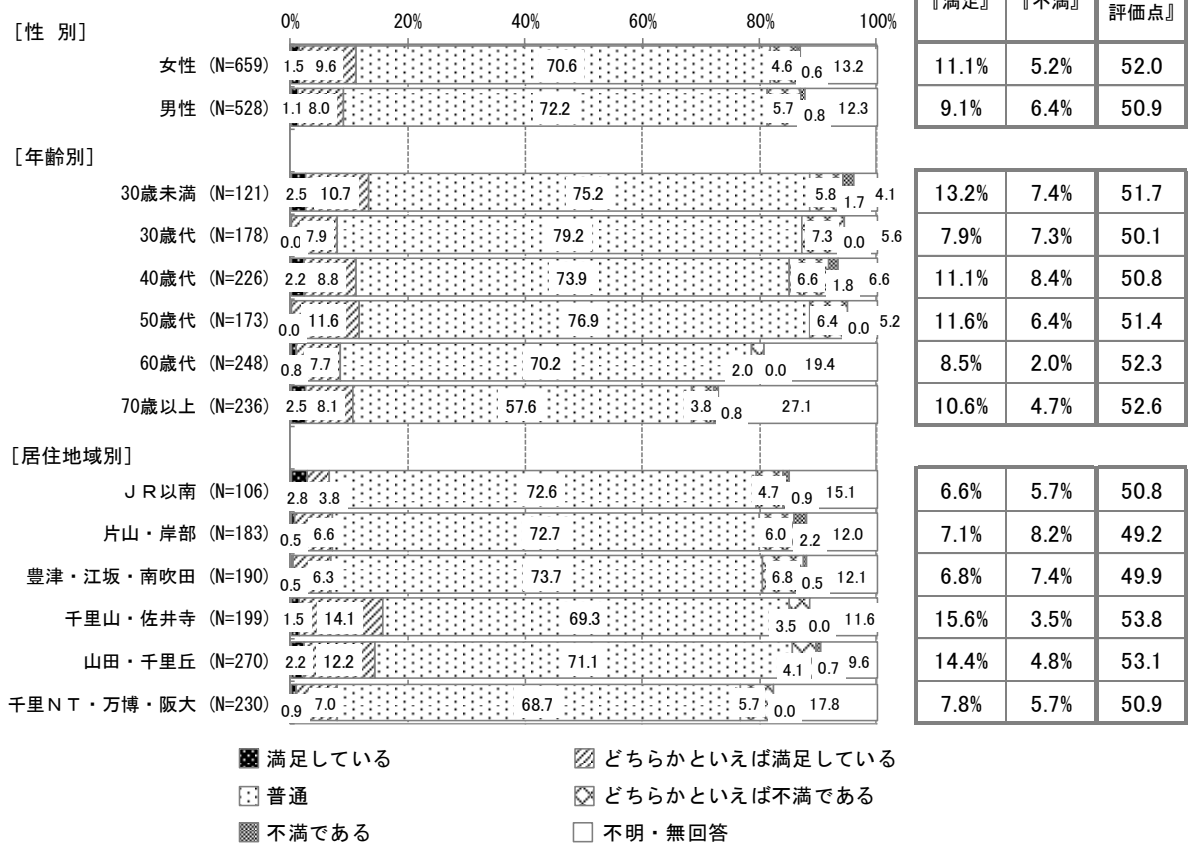 『満足』 『不満』 評価点』
0% 20% 40% 60% 80% 100%
[性 別]
女性 (N=659) 1.5 9.6 70.6 4.6 0.6 13.2 11.1% 5.2% 52.0
男性 (N=528) 1.1 8.0 72.2 5.7 0.8 12.3 9.1% 6.4% 50.9
[年齢別]
30歳未満 (N=121) 2.5 10.7 75.2 5.8 1.7 4.1 13.2% 7.4% 51.7
30歳代 (N=178) 0.0 7.9 79.2 7.3 0.0 5.6 7.9% 7.3% 50.1
40歳代 (N=226) 2.2 8.8 73.9 6.6 1.8 6.6 11.1% 8.4% 50.8
50歳代 (N=173) 0.0 11.6 76.9 6.4 0.0 5.2 11.6% 6.4% 51.4
60歳代 (N=248) 0.8 7.7 70.2 2.0 0.0 19.4 8.5% 2.0% 52.3
70歳以上 (N=236) 2.5 8.1 57.6 3.8 0.8 27.1 10.6% 4.7% 52.6
[居住地域別]
ＪＲ以南 (N=106) 2.8 3.8 72.6 4.7 0.9 15.1 6.6% 5.7% 50.8
片山・岸部 (N=183) 0.5 6.6 72.7 6.0 2.2 12.0 7.1% 8.2% 49.2
豊津・江坂・南吹田 (N=190) 0.5 6.3 73.7 6.8 0.5 12.1 6.8% 7.4% 49.9
千里山・佐井寺 (N=199) 1.5 14.1 69.3 3.5 0.0 11.6 15.6% 3.5% 53.8
山田・千里丘 (N=270) 2.2 12.2 71.1 4.1 0.7 9.6 14.4% 4.8% 53.1
千里ＮＴ・万博・阪大 (N=230) 0.9 7.0 68.7 5.7 0.0 17.8 7.8% 5.7% 50.9
満足している どちらかといえば満足している
普通 どちらかといえば不満である
不満である 不明・無回答